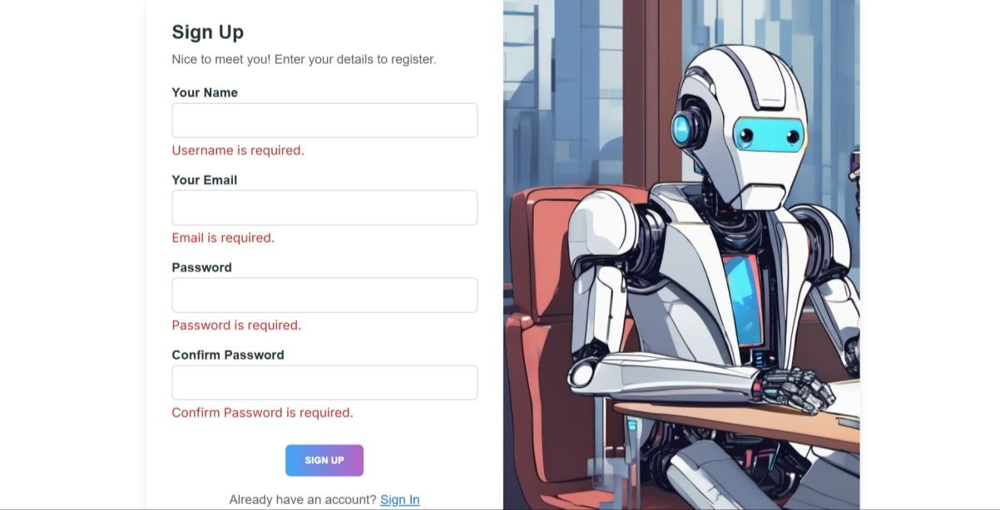 Sign Up
Nice to meet you! Enter your details to register.
Your Name
Username is required.
Your Email
Email is required.
Password
Password is required.
Confirm Password
Confirm Password is required.
SIGN UP
Already have an account? Sign In